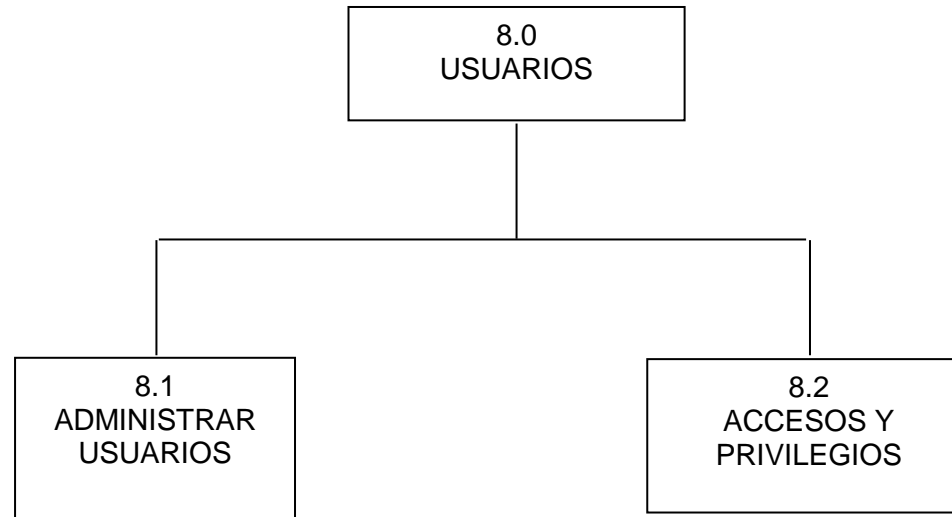 8.0
USUARIOS
8.1
ADMINISTRAR
USUARIOS
8.2
ACCESOS Y
PRIVILEGIOS